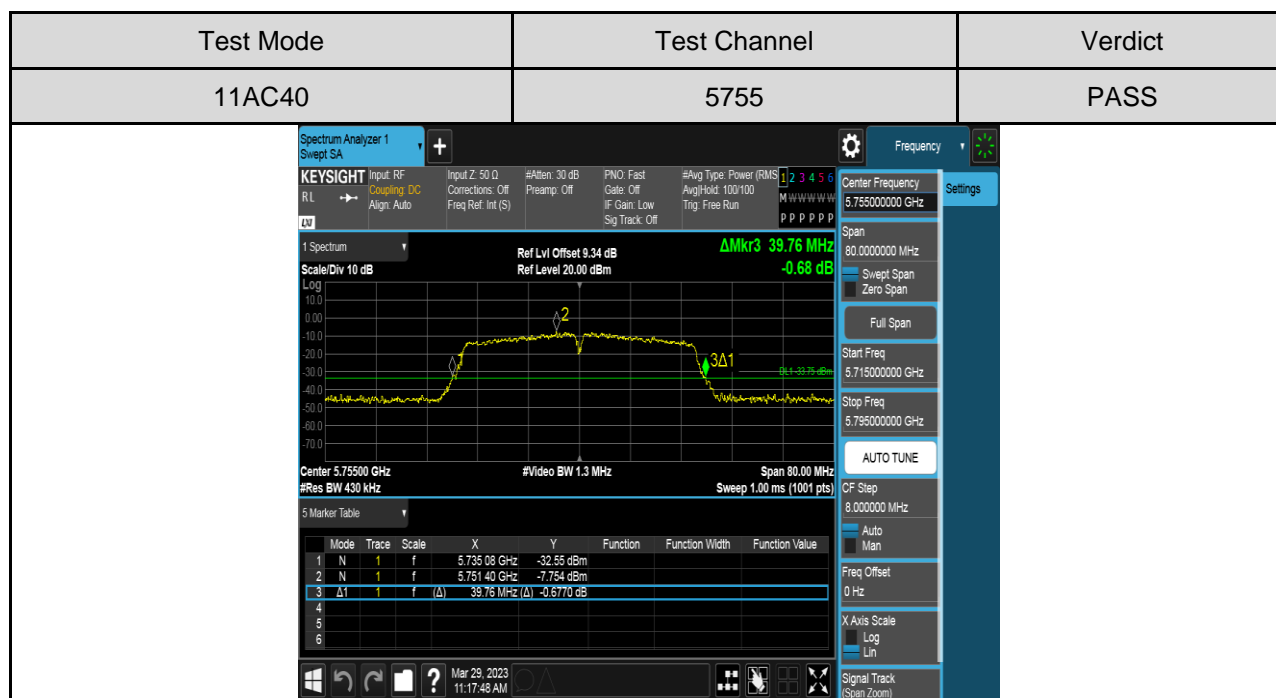 Test Mode Test Channel Verdict
11AC40 5755 PASS
Spectrum Analyzer 1
Swept SA
Frequency
Settings
KEYSIGHT Input: RF Input Z: 50 Ω #Atten: 30 dB PNO: Fast #Avg Type: Power (RMS 1 2 3 4 5 6
RL Coupling: DC Corrections: Off Preamp: Off Gate: Off Avg|Hold: 100/100 M W W W W W
Align: Auto Freq Ref: Int (S) IF Gain: Low Trig: Free Run
LXI Sig Track: Off P P P P P P
1 Spectrum
Ref Lvl Offset 9.34 dB ΔMkr3 39.76 MHz
Scale/Div 10 dB Ref Level 20.00 dBm -0.68 dB
Log
10.0
0.00
-10.0
-20.0
-30.0
-40.0
-50.0
-60.0
-70.0
2
1
3Δ1
DL1 -33.75 dBm
Center 5.75500 GHz #Video BW 1.3 MHz Span 80.00 MHz
#Res BW 430 kHz Sweep 1.00 ms (1001 pts)
5 Marker Table
Mode Trace Scale X Y Function Function Width Function Value
1 N 1 f 5.735 08 GHz -32.55 dBm
2 N 1 f 5.751 40 GHz -7.754 dBm
3 Δ1 1 f (Δ) 39.76 MHz (Δ) -0.6770 dB
4
5
6
Mar 29, 2023
11:17:48 AM
Center Frequency
5.755000000 GHz
Span
80.0000000 MHz
Swept Span
Zero Span
Full Span
Start Freq
5.715000000 GHz
Stop Freq
5.795000000 GHz
AUTO TUNE
CF Step
8.000000 MHz
Auto
Man
Freq Offset
0 Hz
X Axis Scale
Log
Lin
Signal Track
(Span Zoom)